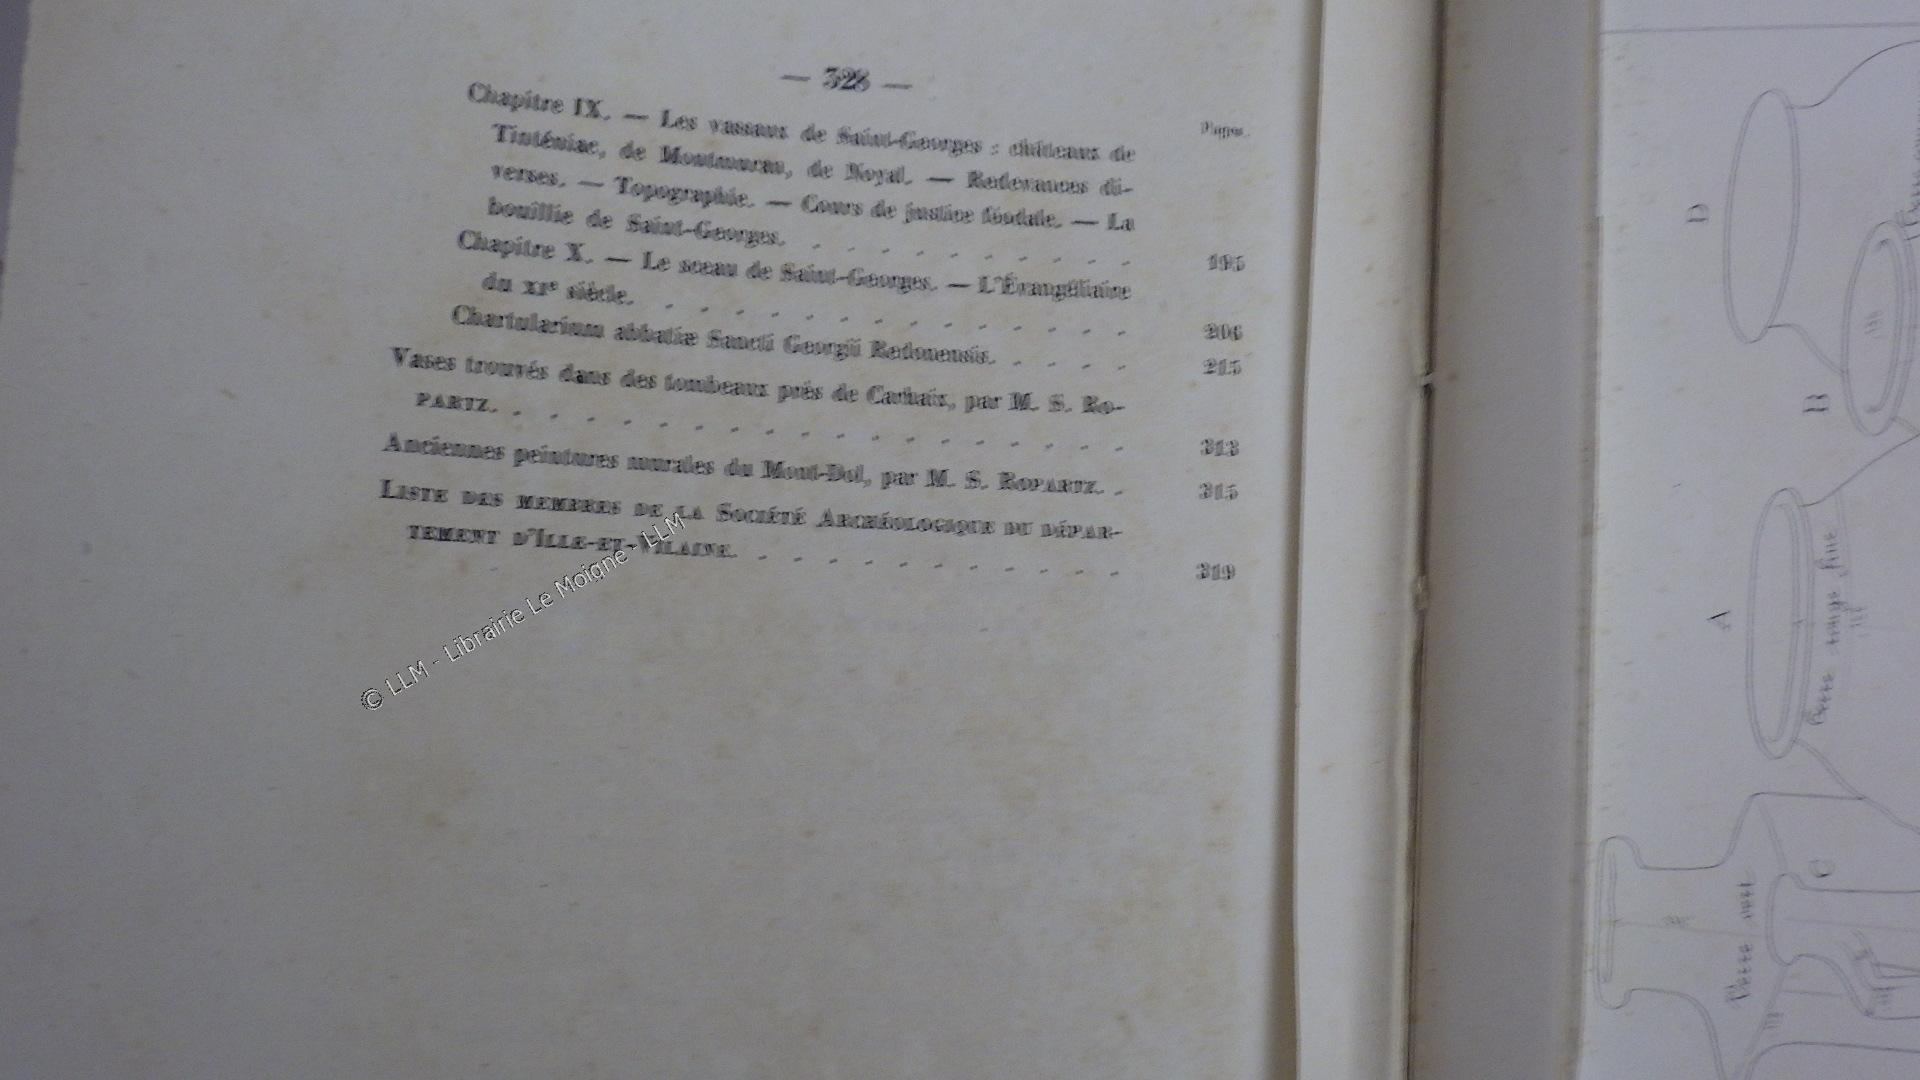 — 328 —
Pages.
Chapitre IX. — Les vassaux de Saint-Georges : châteaux de
Tinténiac, de Montmuran, de Noyal. — Redevances di-
verses. — Topographie. — Cours de justice féodale. — La
bouillie de Saint-Georges. . . . . . . . . . . 195
Chapitre X. — Le sceau de Saint-Georges. — L'Évangéliaire
du XIe siècle. . . . . . . . . . . . . . . 206
Chartularium abbatiæ Sancti Georgii Redonensis. . . . . 215
Vases trouvés dans des tombeaux près de Carhaix, par M. S. RO-
PARTZ. . . . . . . . . . . . . . . . . . . 313
Anciennes peintures murales du Mont-Dol, par M. S. ROPARTZ. . 315
LISTE DES MEMBRES DE LA SOCIÉTÉ ARCHÉOLOGIQUE DU DÉPAR-
TEMENT D'ILLE-ET-VILAINE. . . . . . . . . . . . 319
© LLM - Librairie Le Moigne - LLM
D
B
A
C